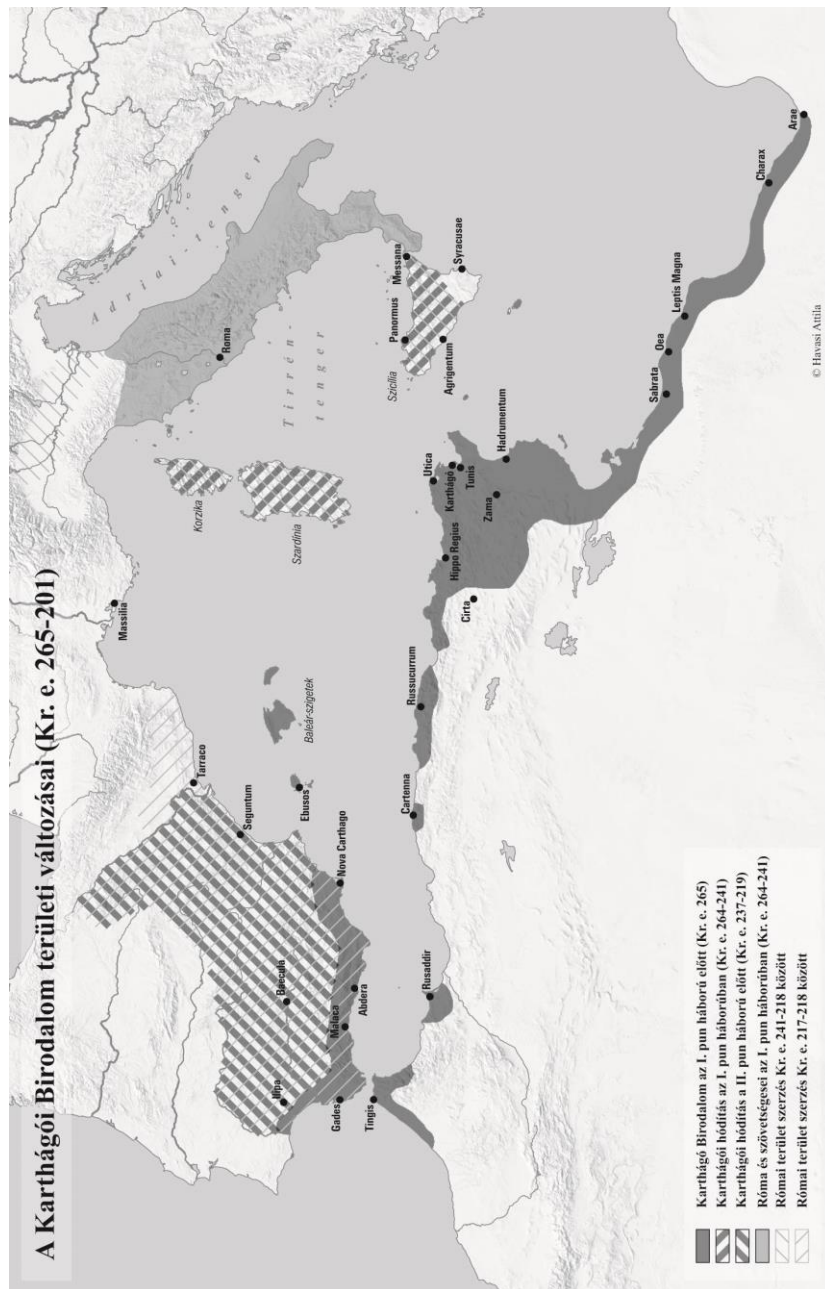 A Karthágói Birodalom területi változásai (Kr. e. 265-201)
Adriai-tenger
Tirrén-
tenger
Roma
Massilia
Korzika
Szardínia
Szicília
Panormus
Messana
Agrigentum
Syracusae
Tarraco
Seguntum
Baleár-szigetek
Ebusos
Nova Carthago
Baecula
Ilipa
Malaca
Abdera
Gades
Tingis
Rusaddir
Cartenna
Russucurrum
Cirta
Hippo Regius
Utica
Karthágó
Tunis
Zama
Hadrumentum
Sabrata
Oea
Leptis Magna
Charax
Arae
Karthágó Birodalom az I. pun háború előtt (Kr. e. 265)
Karthágói hódítás az I. pun háborúban (Kr. e. 264-241)
Karthágói hódítás a II. pun háború előtt (Kr. e. 237-219)
Róma és szövetségesei az I. pun háborúban (Kr. e. 264-241)
Római terület szerzés Kr. e. 241-218 között
Római terület szerzés Kr. e. 217-218 között
© Havasi Attila